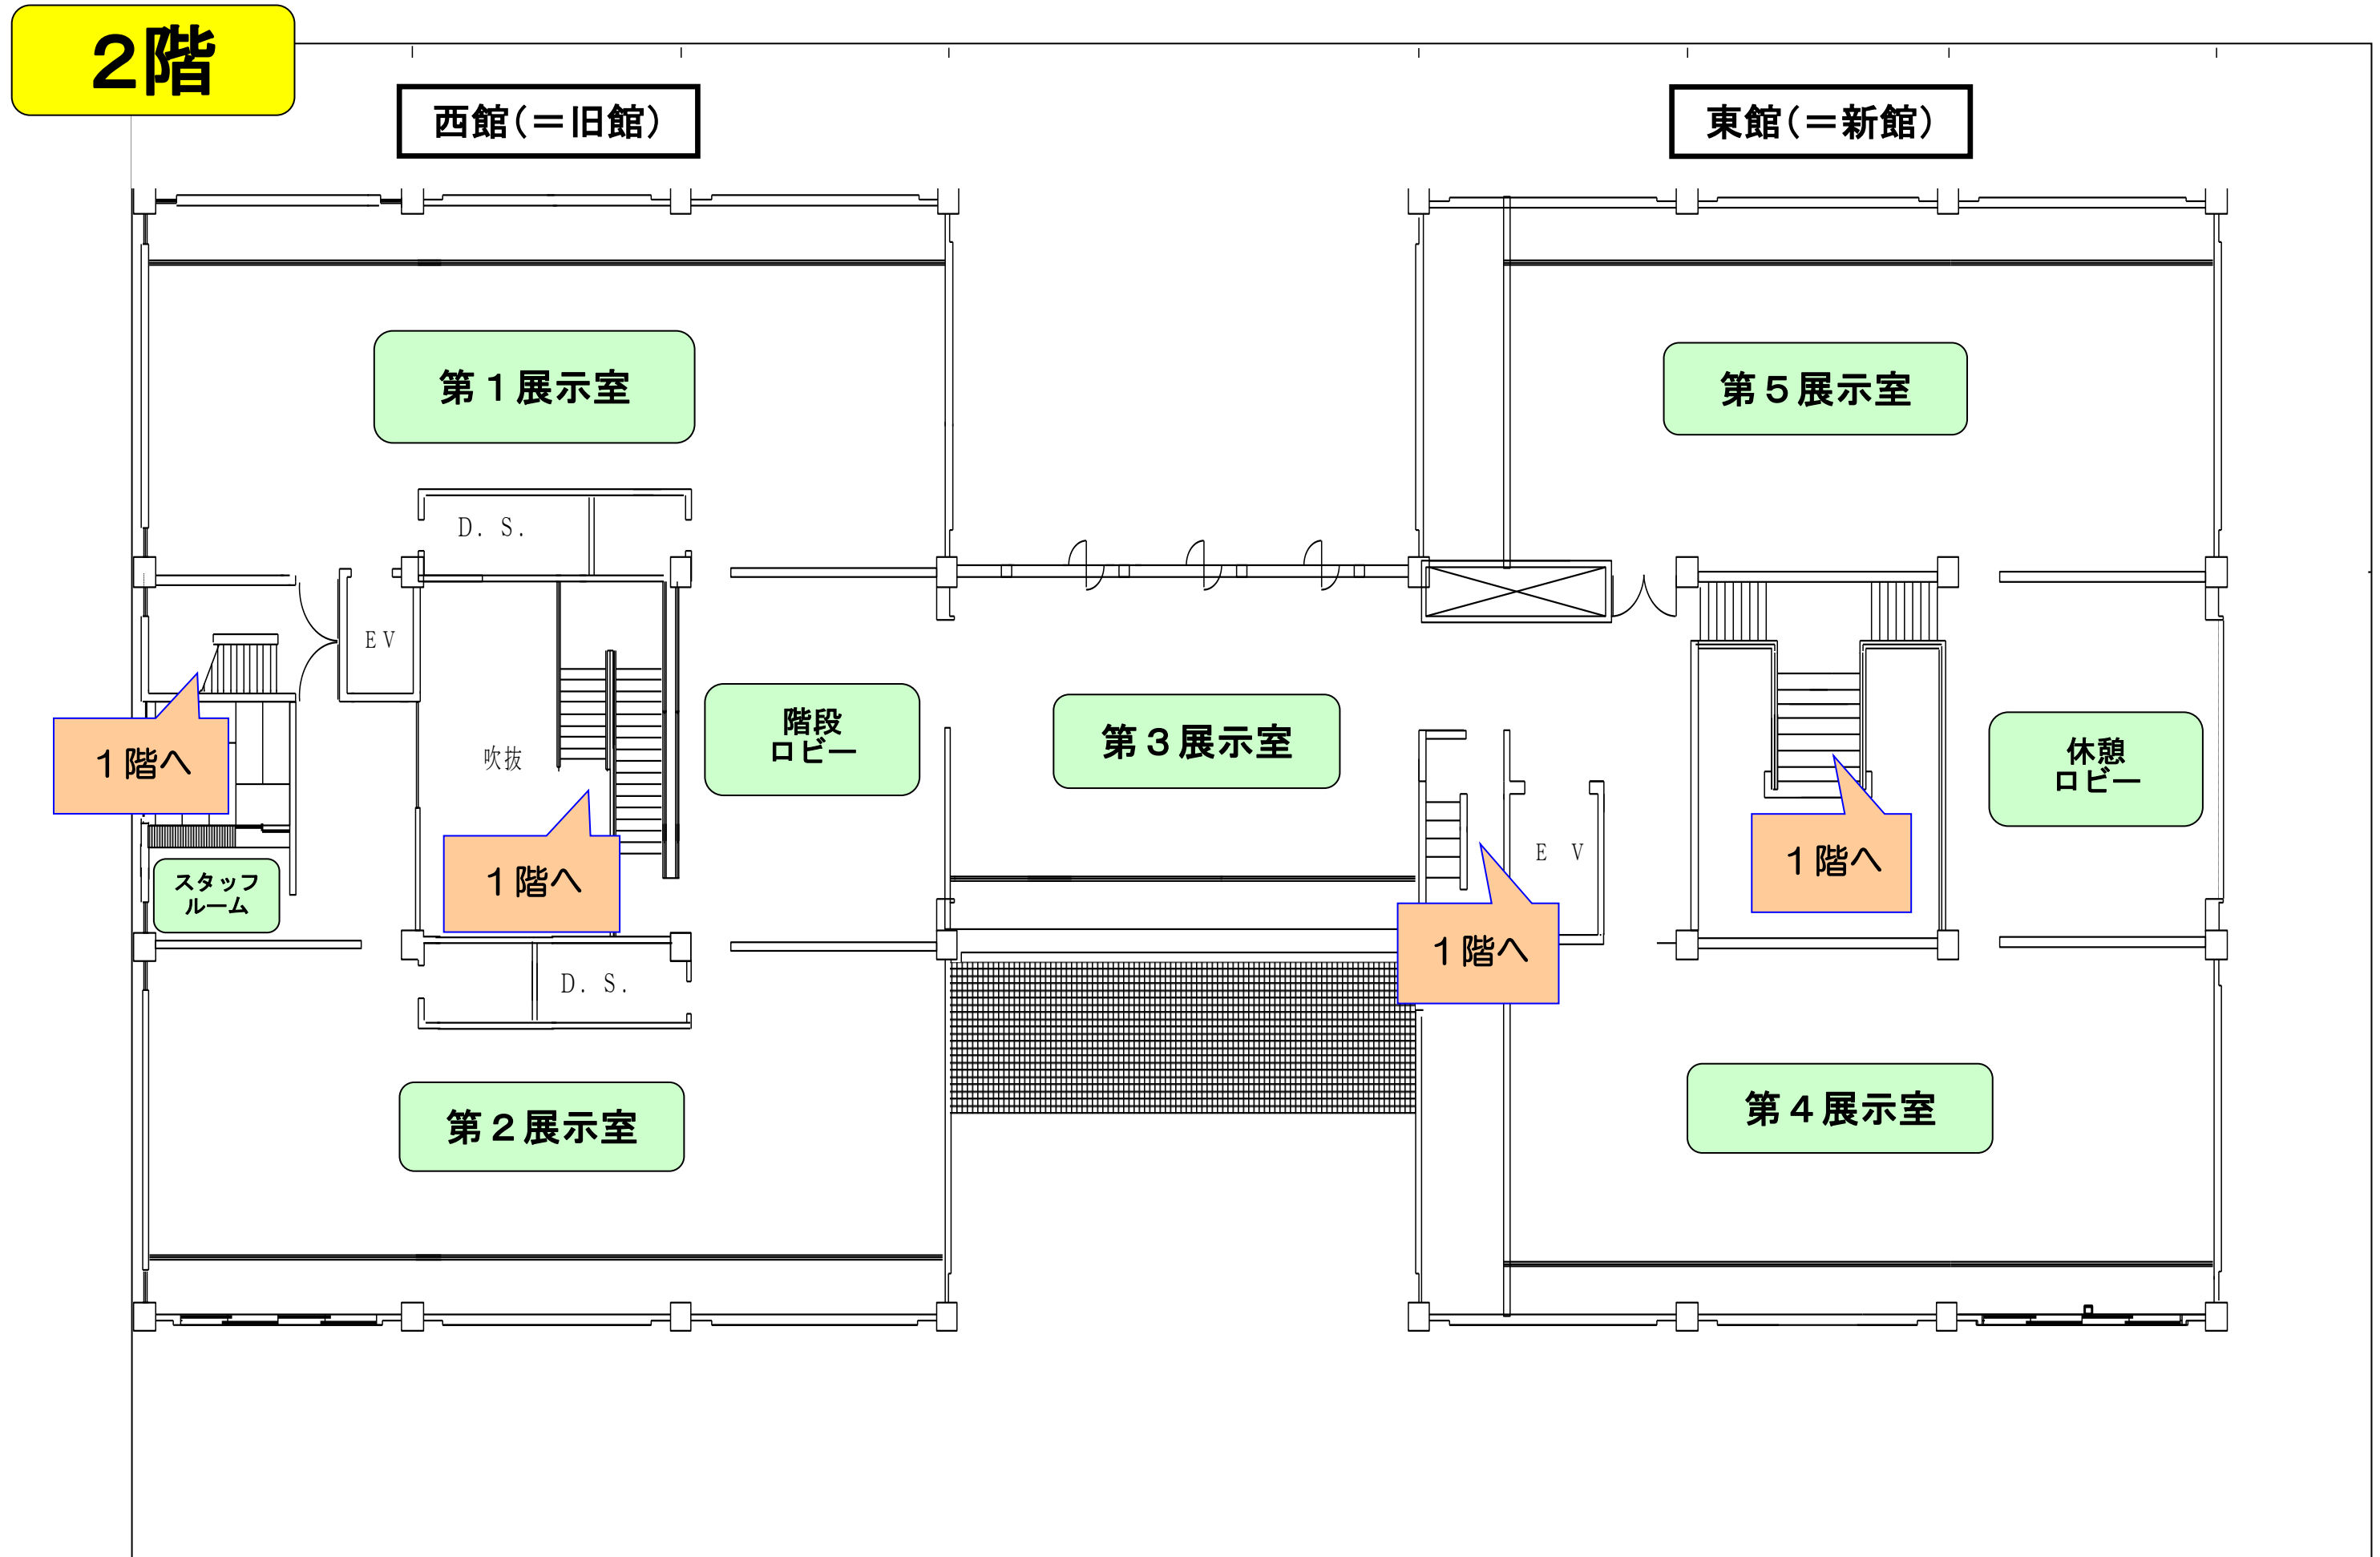 2階
西館(＝旧館)
東館(＝新館)
第1展示室
第5展示室
D. S.
EV
1階へ
吹抜
階段
ロビー
第3展示室
休憩
ロビー
1階へ
E V
1階へ
1階へ
スタッフ
ルーム
D. S.
第2展示室
第4展示室